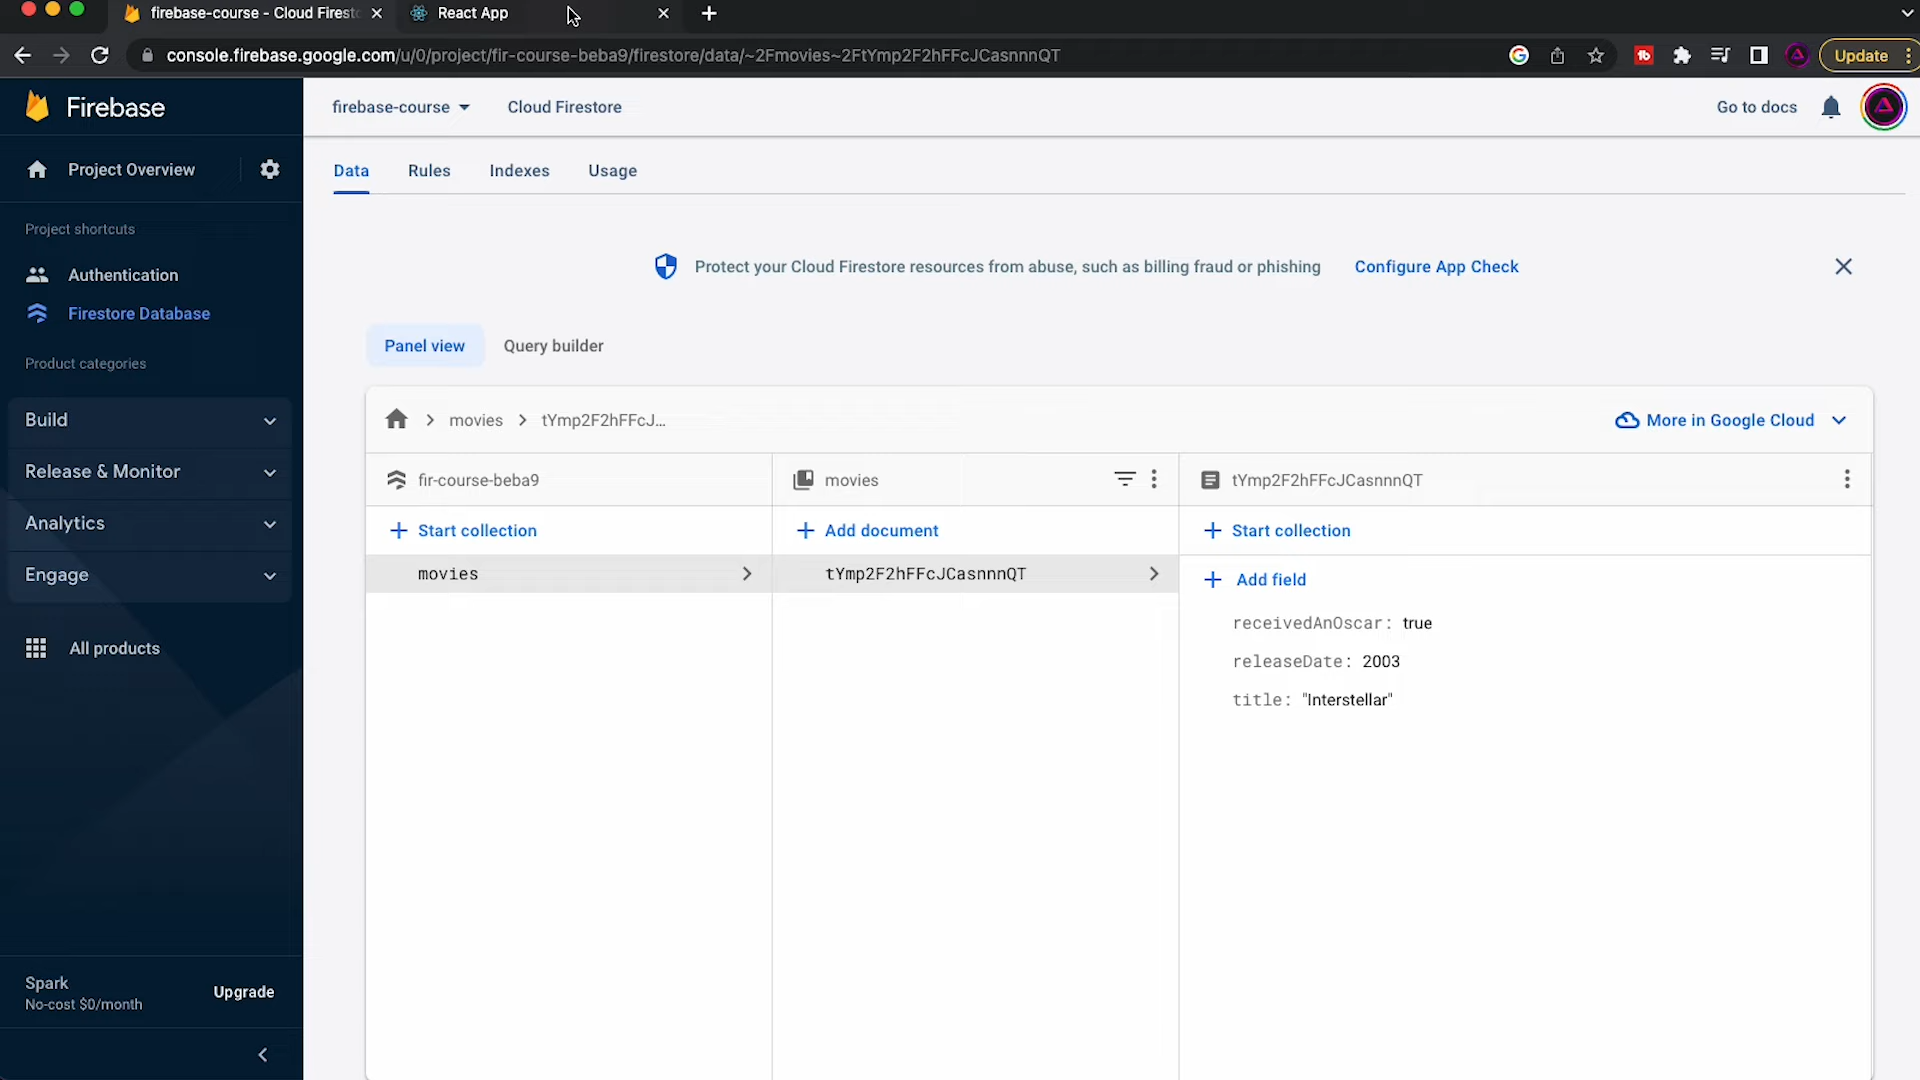 firebase-course - Cloud Firest
React App
console.firebase.google.com/u/0/project/fir-course-beba9/firestore/data/~2Fmovies~2FtYmp2F2hFFcJCasnnnQT
Update
Firebase
firebase-course
Cloud Firestore
Go to docs
Project Overview
Data
Rules
Indexes
Usage
Project shortcuts
Authentication
Firestore Database
Product categories
Build
Release & Monitor
Analytics
Engage
All products
Spark
No-cost $0/month
Upgrade
Protect your Cloud Firestore resources from abuse, such as billing fraud or phishing
Configure App Check
Panel view
Query builder
movies
tYmp2F2hFFcJ...
More in Google Cloud
fir-course-beba9
movies
tYmp2F2hFFcJCasnnnQT
Start collection
Add document
Start collection
movies
tYmp2F2hFFcJCasnnnQT
Add field
receivedAnOscar: true
releaseDate: 2003
title: "Interstellar"